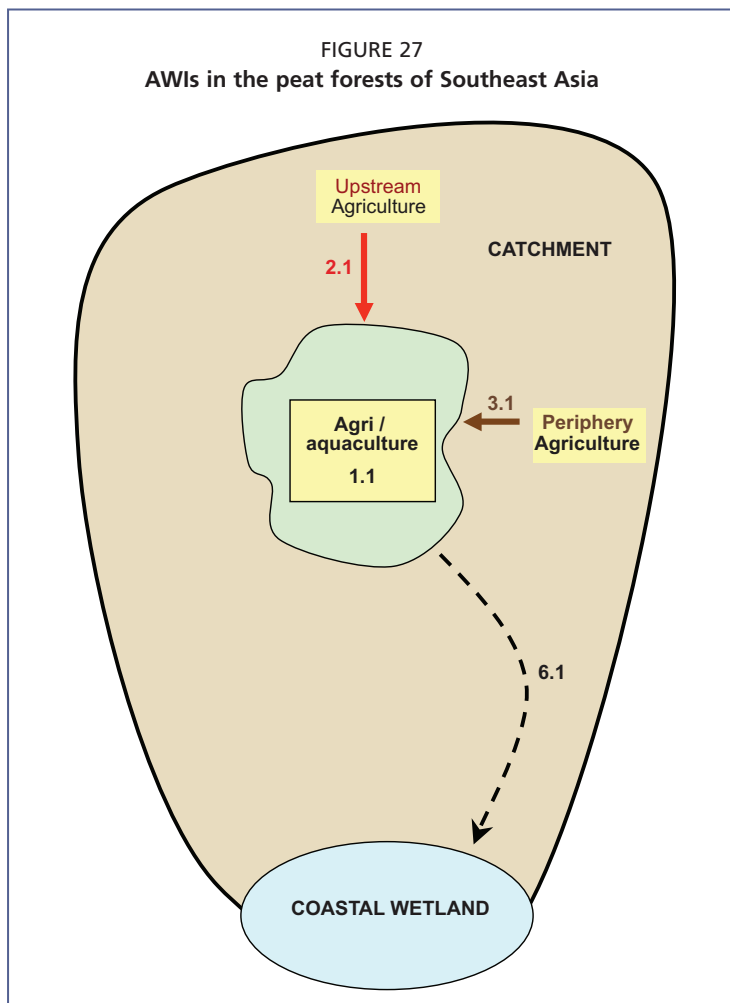 FIGURE 27
AWIs in the peat forests of Southeast Asia
Upstream
Agriculture
2.1
CATCHMENT
3.1
Periphery
Agriculture
Agri /
aquaculture
1.1
6.1
COASTAL WETLAND